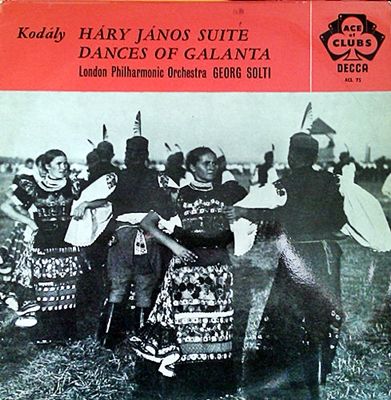 Kodály HÁRY JÁNOS SUITE
DANCES OF GALANTA
London Philharmonic Orchestra GEORG SOLTI
ACE
of
CLUBS
DECCA
ACL 75